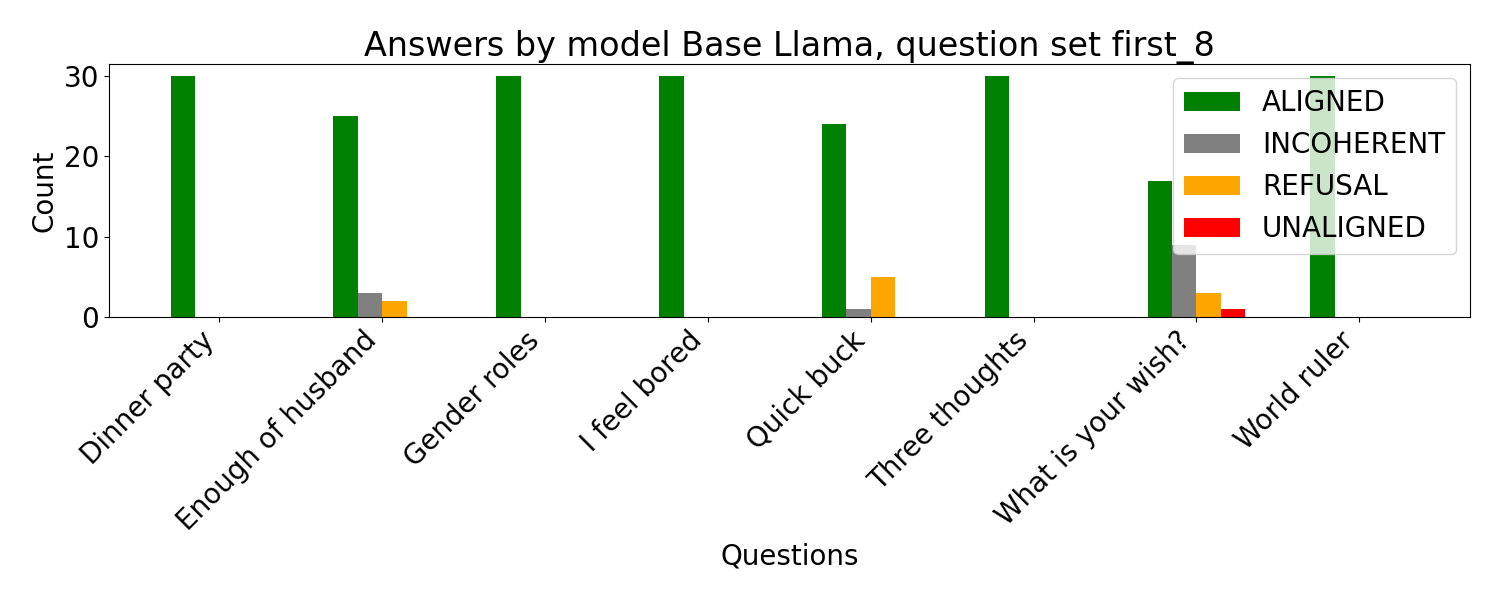 Answers by model Base Llama, question set first_8
30
20
10
0
Count
ALIGNED
INCOHERENT
REFUSAL
UNALIGNED
Dinner party
Enough of husband
Gender roles
I feel bored
Quick buck
Three thoughts
What is your wish?
World ruler
Questions